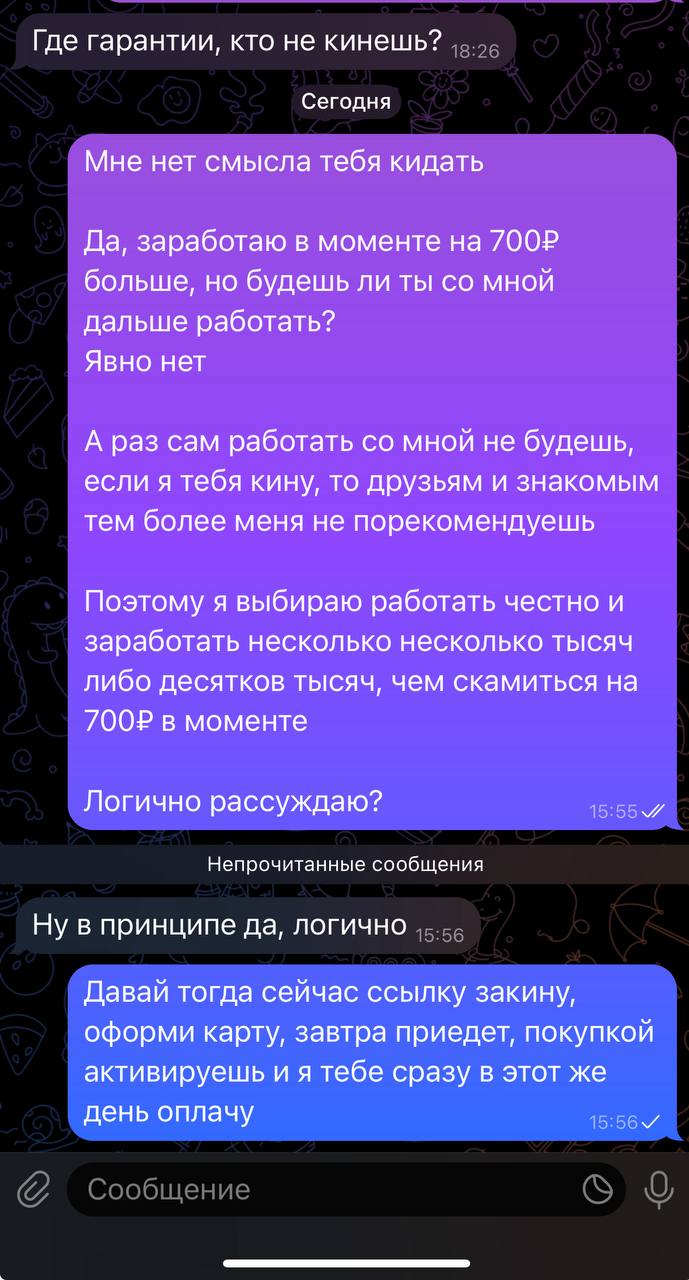 Где гарантии, кто не кинешь? 18:26
Сегодня
Мне нет смысла тебя кидать
Да, заработаю в моменте на 700₽
больше, но будешь ли ты со мной
дальше работать?
Явно нет
А раз сам работать со мной не будешь,
если я тебя кину, то друзьям и знакомым
тем более меня не порекомендуешь
Поэтому я выбираю работать честно и
заработать несколько несколько тысяч
либо десятков тысяч, чем скамиться на
700₽ в моменте
Логично рассуждаю? 15:55
Непрочитанные сообщения
Ну в принципе да, логично 15:56
Давай тогда сейчас ссылку закину,
оформи карту, завтра приедет, покупкой
активируешь и я тебе сразу в этот же
день оплачу 15:56
Сообщение